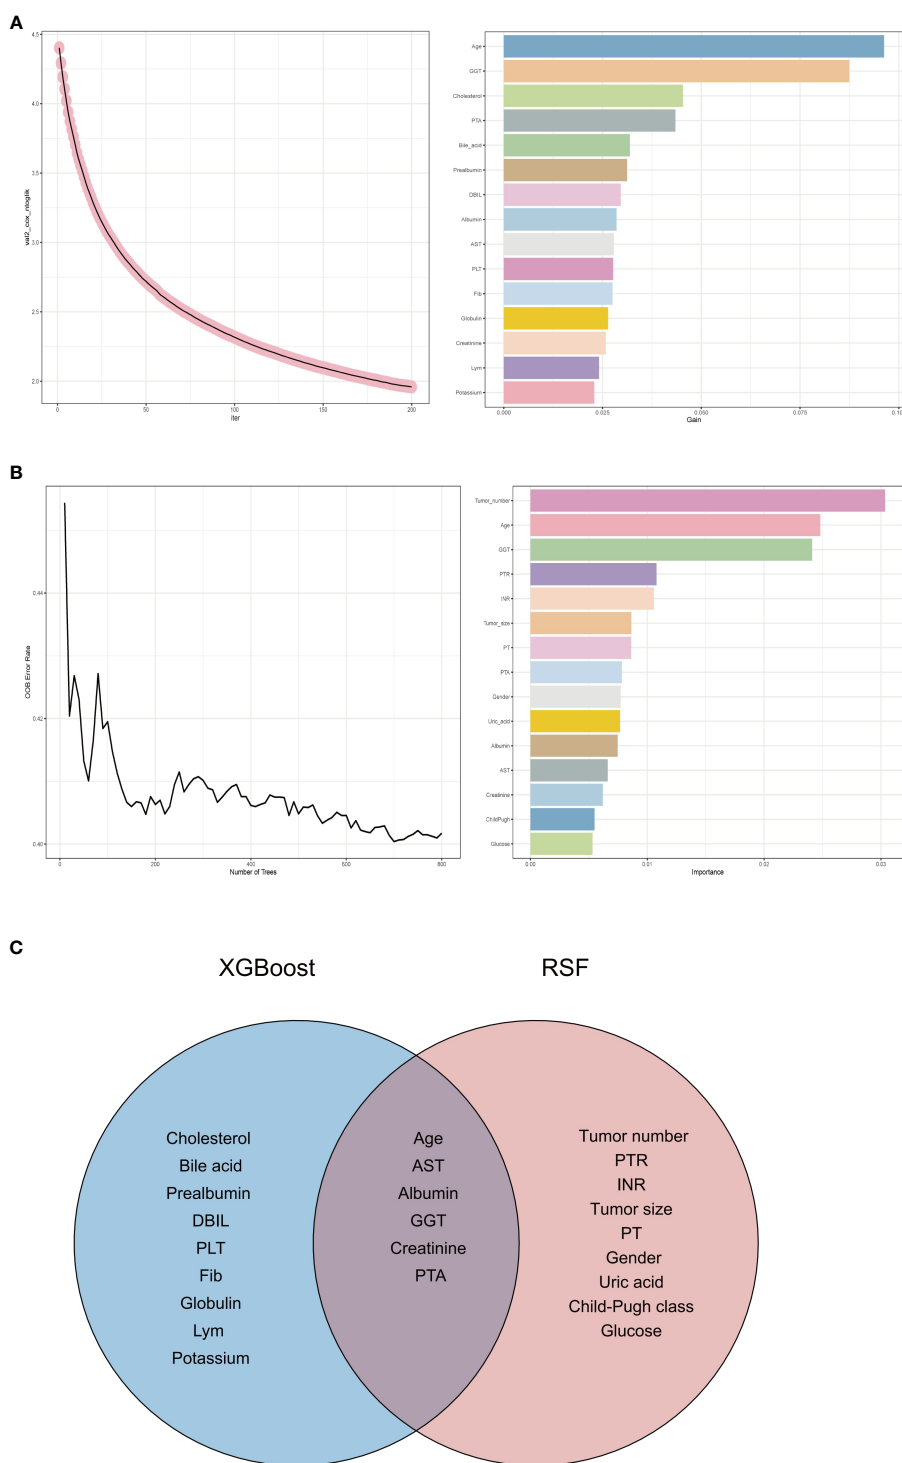 A
4.5
4.0
3.5
3.0
2.5
2.0
val2_cox_nloglik
0
50
100
150
200
iter
Age
GGT
Cholesterol
PTA
Bile_acid
Prealbumin
DBIL
Albumin
AST
PLT
Fib
Globulin
Creatinine
Lym
Potassium
0.000
0.025
0.050
0.075
0.10
Gain
B
0.44
0.42
0.40
OOB Error Rate
0
200
400
600
800
Number of Trees
Tumor_number
Age
GGT
PTR
INR
Tumor_size
PT
PTA
Gender
Uric_acid
Albumin
AST
Creatinine
ChildPugh
Glucose
0.00
0.01
0.02
0.03
Importance
C
XGBoost
RSF
Cholesterol
Bile acid
Prealbumin
DBIL
PLT
Fib
Globulin
Lym
Potassium
Age
AST
Albumin
GGT
Creatinine
PTA
Tumor number
PTR
INR
Tumor size
PT
Gender
Uric acid
Child-Pugh class
Glucose